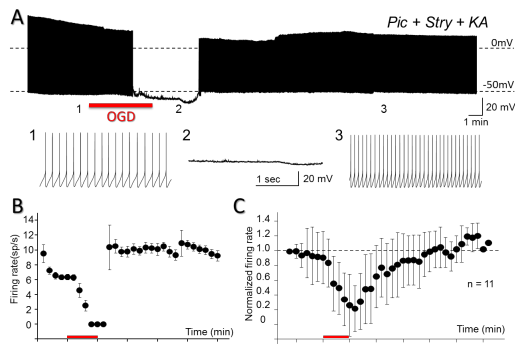 A
Pic + Stry + KA
0mV
-50mV
1
2
3
OGD
20 mV
1 min
1
2
3
1 sec
20 mV
B
Firing rate(sp/s)
14
12
10
8
6
4
2
0
Time (min)
C
Normalized firing rate
1.4
1.2
1.0
0.8
0.6
0.4
0.2
0
n = 11
Time (min)